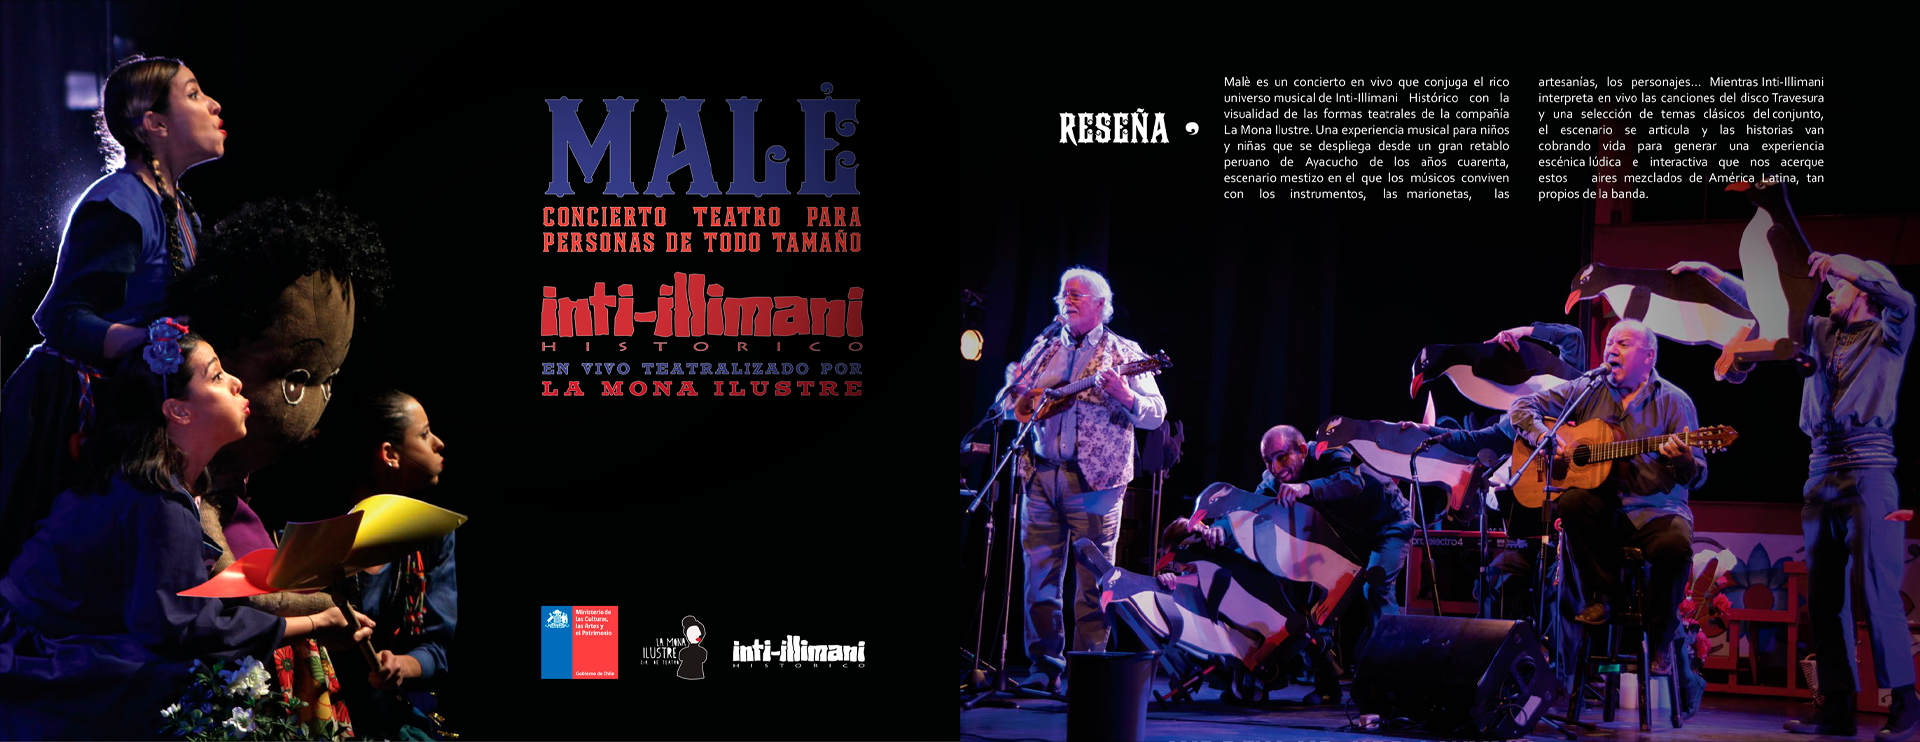 MALÈ
CONCIERTO TEATRO PARA
PERSONAS DE TODO TAMAÑO
inti-illimani
HISTORICO
EN VIVO TEATRALIZADO POR
LA MONA ILUSTRE
Ministerio de
las Culturas,
las Artes y
el Patrimonio
Gobierno de Chile
LA MONA
ILUSTRE
CIA. DE TEATRO
inti-illimani
HISTORICO
RESEÑA
Malè es un concierto en vivo que conjuga el rico
universo musical de Inti-Illimani Histórico con la
visualidad de las formas teatrales de la compañía
La Mona Ilustre. Una experiencia musical para niños
y niñas que se despliega desde un gran retablo
peruano de Ayacucho de los años cuarenta,
escenario mestizo en el que los músicos conviven
con los instrumentos, las marionetas, las
artesanías, los personajes... Mientras Inti-Illimani
interpreta en vivo las canciones del disco Travesura
y una selección de temas clásicos del conjunto,
el escenario se articula y las historias van
cobrando vida para generar una experiencia
escénica lúdica e interactiva que nos acerque
estos aires mezclados de América Latina, tan
propios de la banda.
electro4